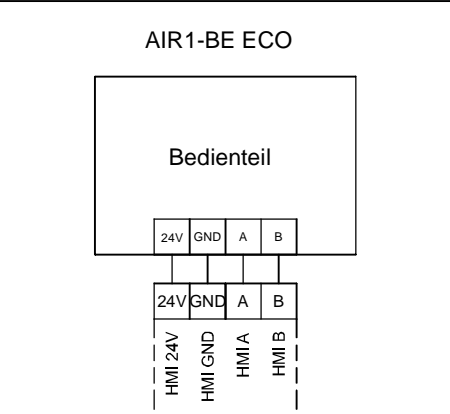 AIR1-BE ECO
Bedienteil
24V GND A B
24V GND A B
HMI 24V
HMI GND
HMI A
HMI B